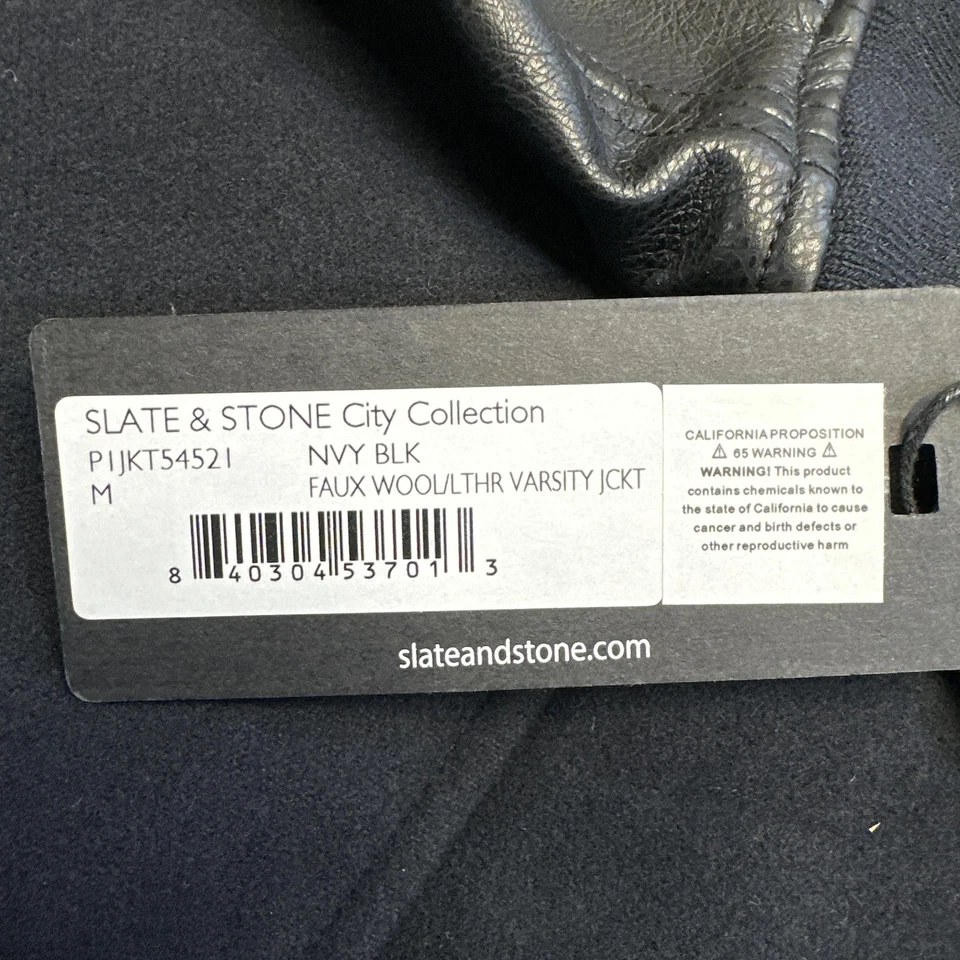 SLATE & STONE City Collection
P1JKT54521 NVY BLK
M FAUX WOOL/LTHR VARSITY JCKT
8 40304 53701 3
CALIFORNIA PROPOSITION
⚠ 65 WARNING ⚠
WARNING! This product
contains chemicals known to
the state of California to cause
cancer and birth defects or
other reproductive harm
slateandstone.com